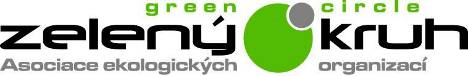 green circle
zelený kruh
Asociace ekologických organizací